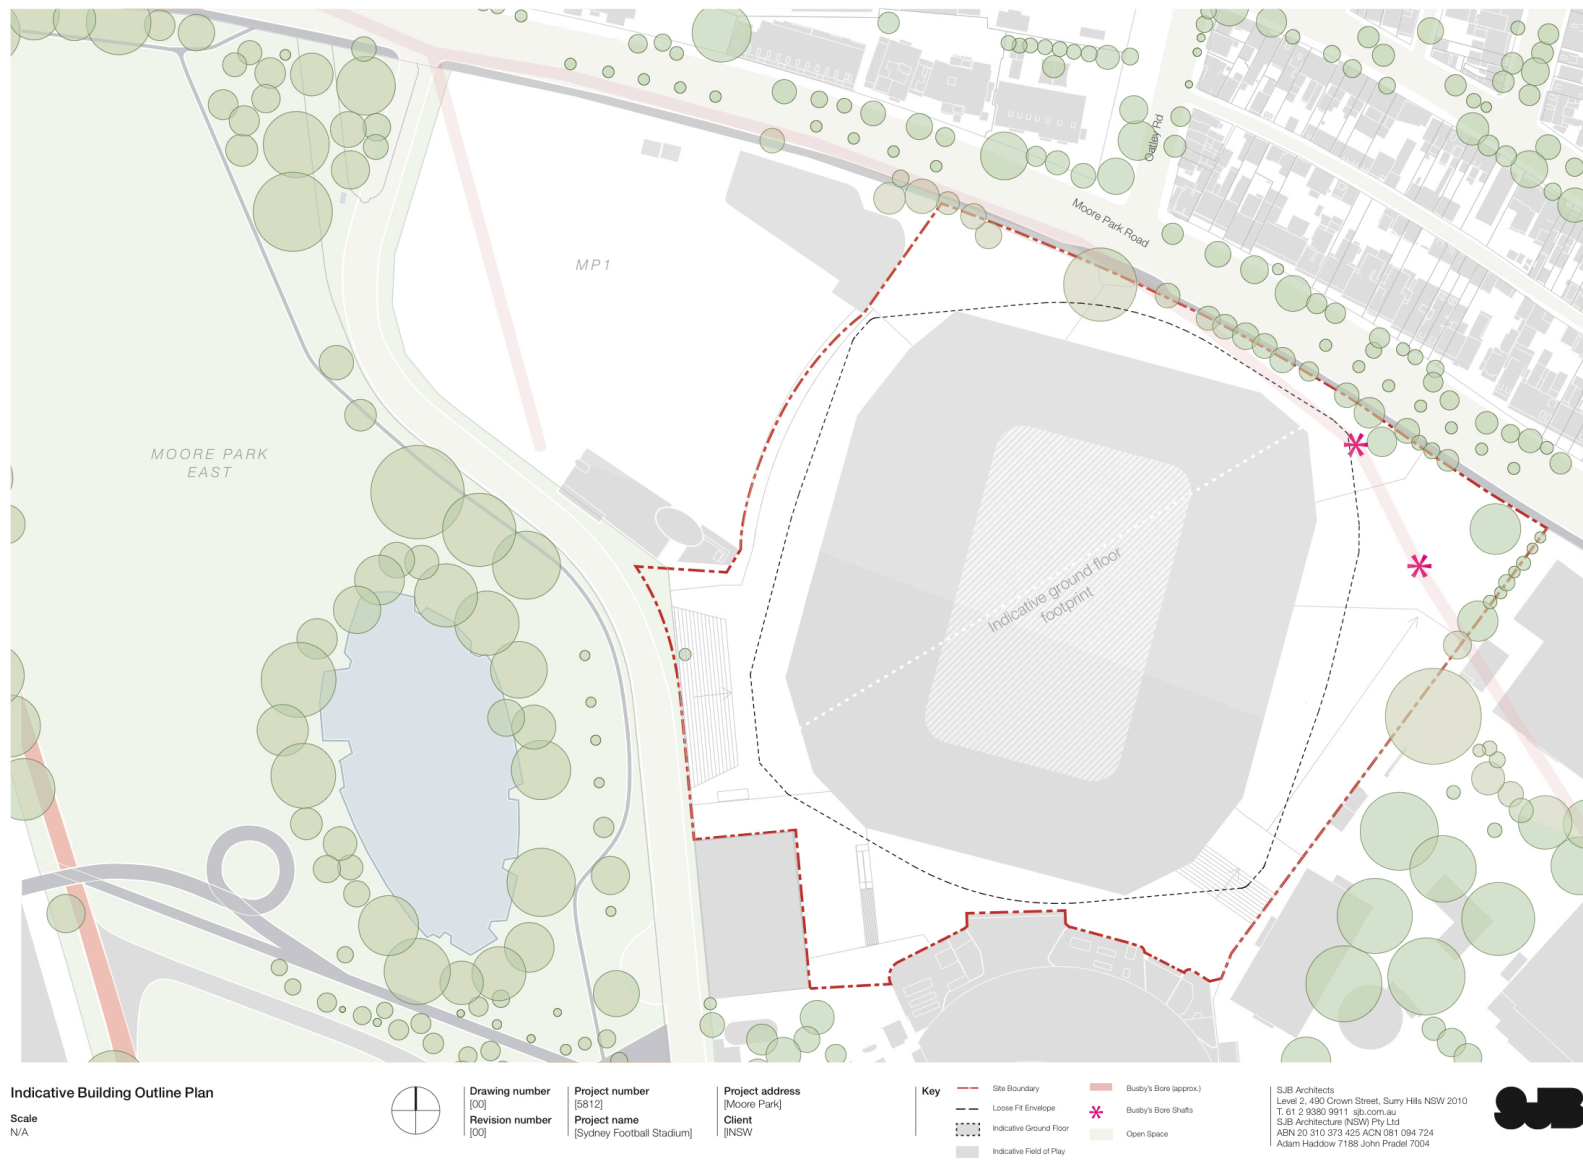 Oatley Rd
Moore Park Road
MP1
MOORE PARK
EAST
Indicative ground floor
footprint
Indicative Building Outline Plan
Scale
N/A
Drawing number
[00]
Revision number
[00]
Project number
[5812]
Project name
[Sydney Football Stadium]
Project address
[Moore Park]
Client
[INSW
Key
Site Boundary
Loose Fit Envelope
Indicative Ground Floor
Indicative Field of Play
Busby's Bore (approx.)
Busby's Bore Shafts
Open Space
SJB Architects
Level 2, 490 Crown Street, Surry Hills NSW 2010
T. 61 2 9380 9911 sjb.com.au
SJB Architecture (NSW) Pty Ltd
ABN 20 310 373 425 ACN 081 094 724
Adam Haddow 7188 John Pradel 7004
SJB